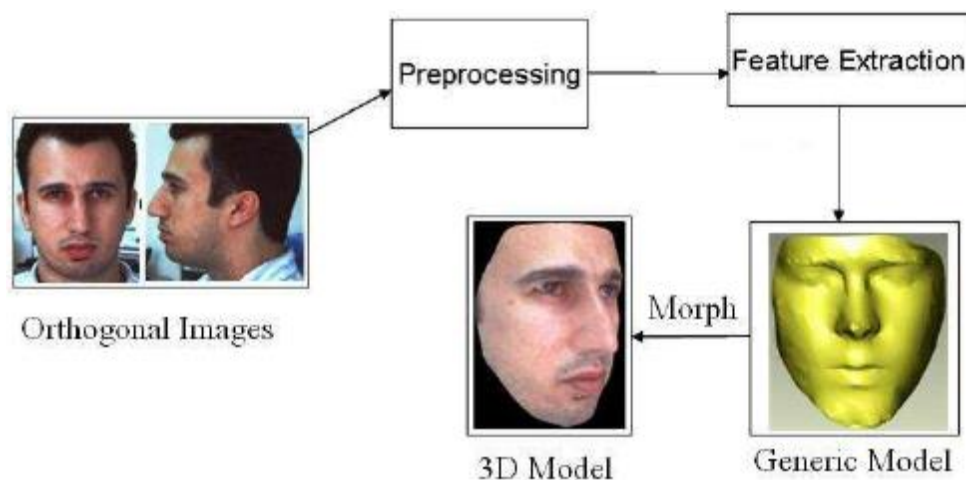 Preprocessing
Feature Extraction
Orthogonal Images
Morph
3D Model
Generic Model